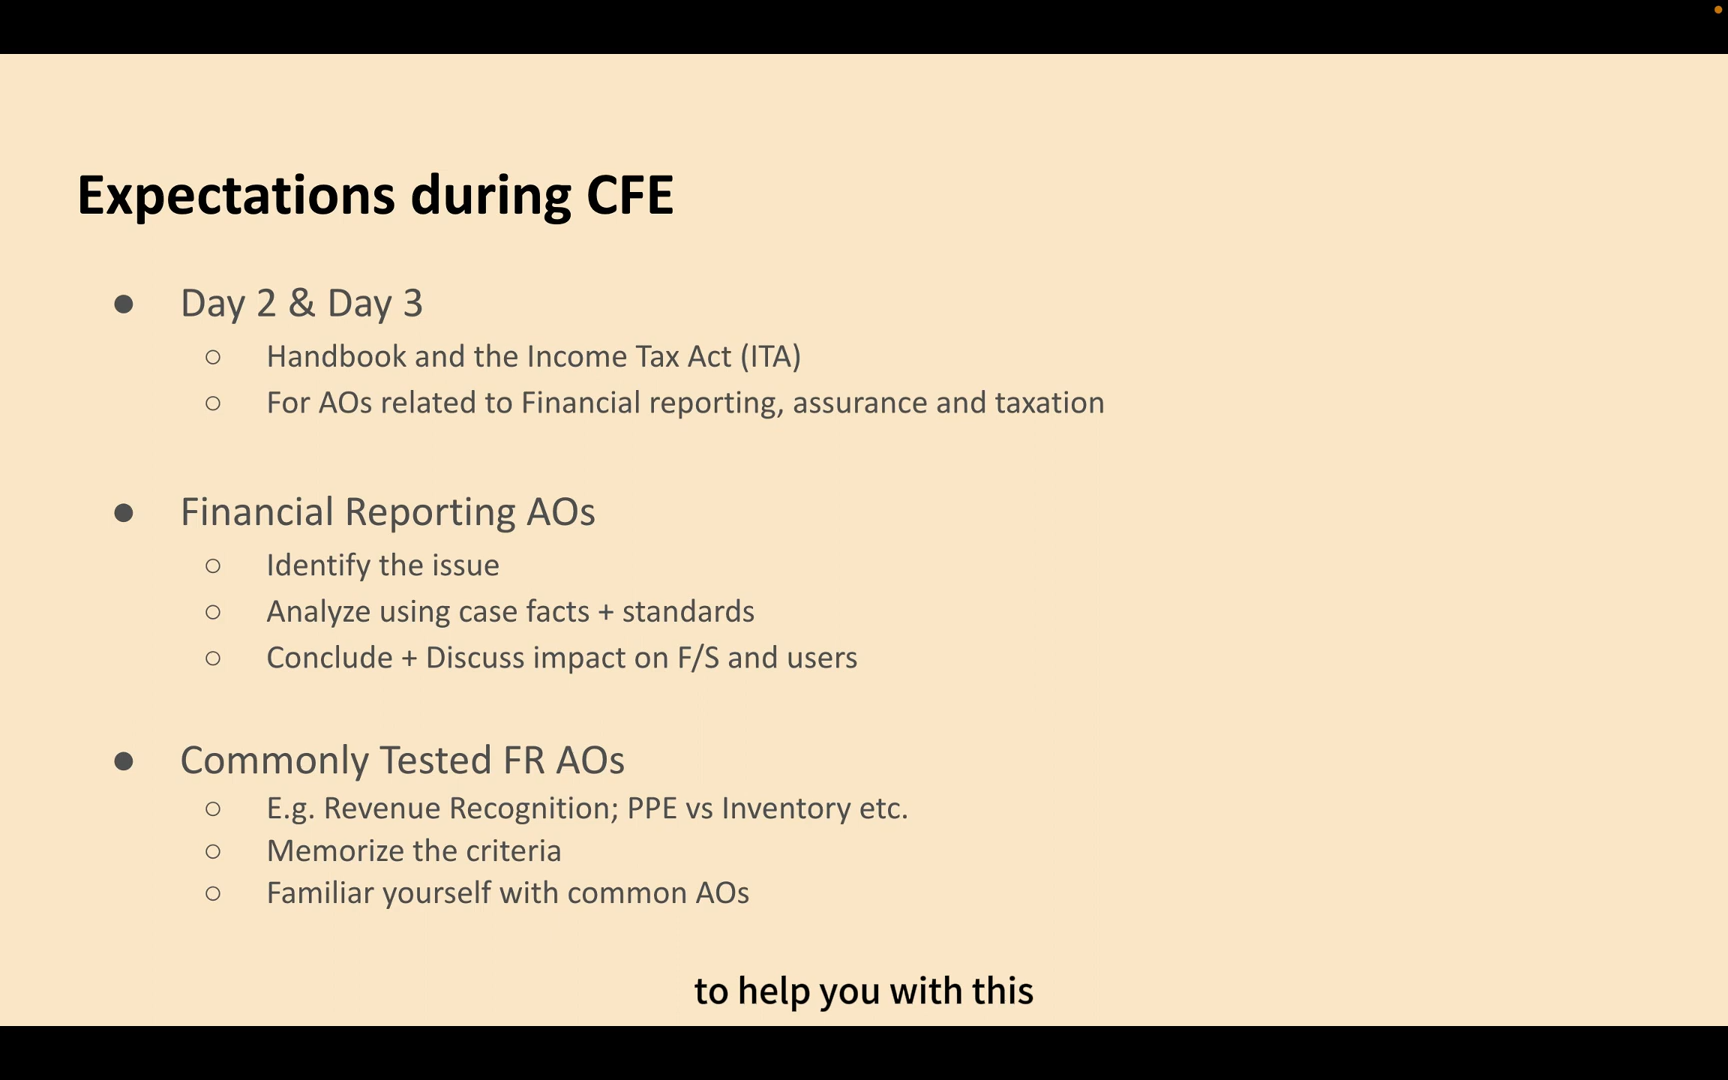 Expectations during CFE
● Day 2 & Day 3
○ Handbook and the Income Tax Act (ITA)
○ For AOs related to Financial reporting, assurance and taxation
● Financial Reporting AOs
○ Identify the issue
○ Analyze using case facts + standards
○ Conclude + Discuss impact on F/S and users
● Commonly Tested FR AOs
○ E.g. Revenue Recognition; PPE vs Inventory etc.
○ Memorize the criteria
○ Familiar yourself with common AOs
to help you with this